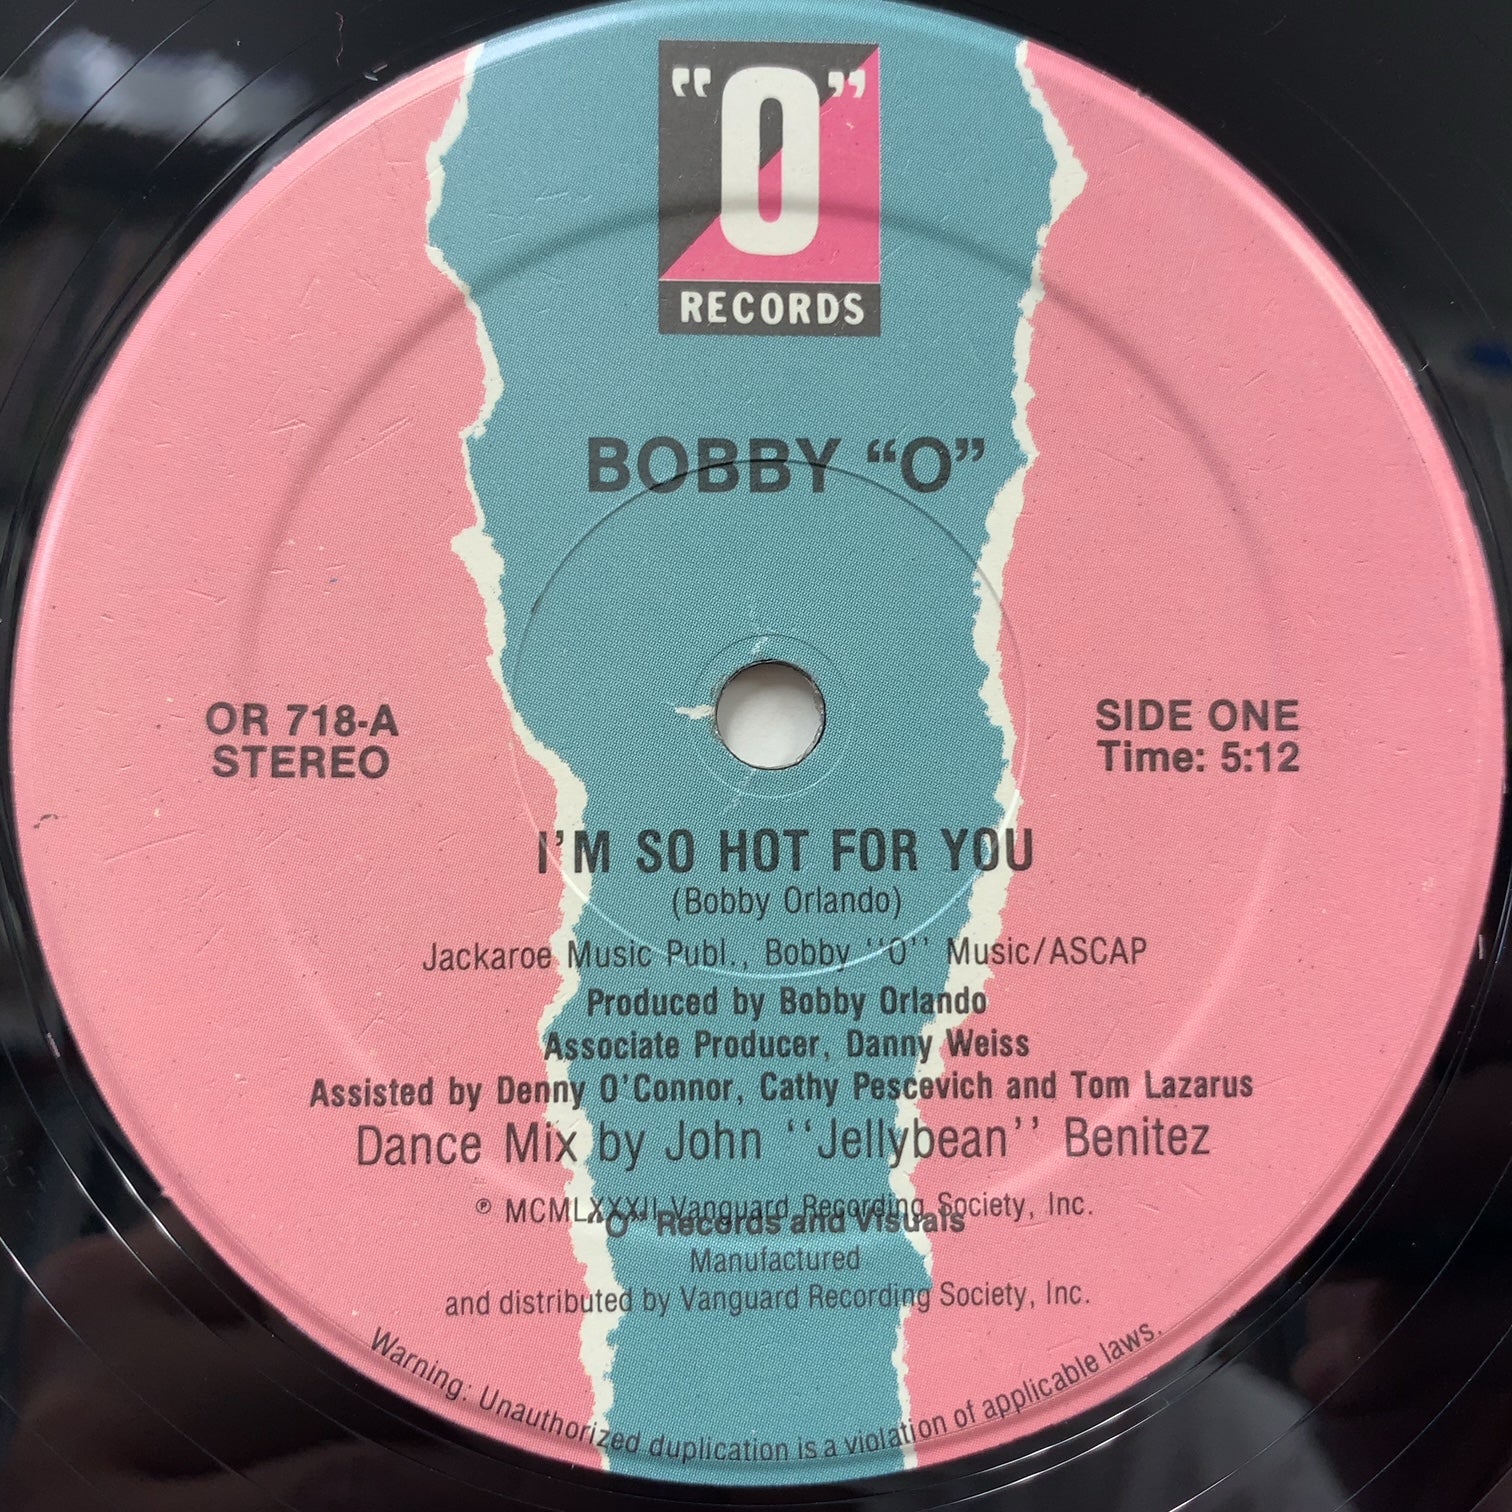 "O"
RECORDS
BOBBY "O"
OR 718-A
STEREO
SIDE ONE
Time: 5:12
I'M SO HOT FOR YOU
(Bobby Orlando)
Jackaroe Music Publ., Bobby ''O'' Music/ASCAP
Produced by Bobby Orlando
Associate Producer, Danny Weiss
Assisted by Denny O'Connor, Cathy Pescevich and Tom Lazarus
Dance Mix by John ''Jellybean'' Benitez
℗ MCMLXXXII Vanguard Recording Society, Inc.
"O" Records and Visuals
Manufactured
and distributed by Vanguard Recording Society, Inc.
Warning: Unauthorized duplication is a violation of applicable laws.